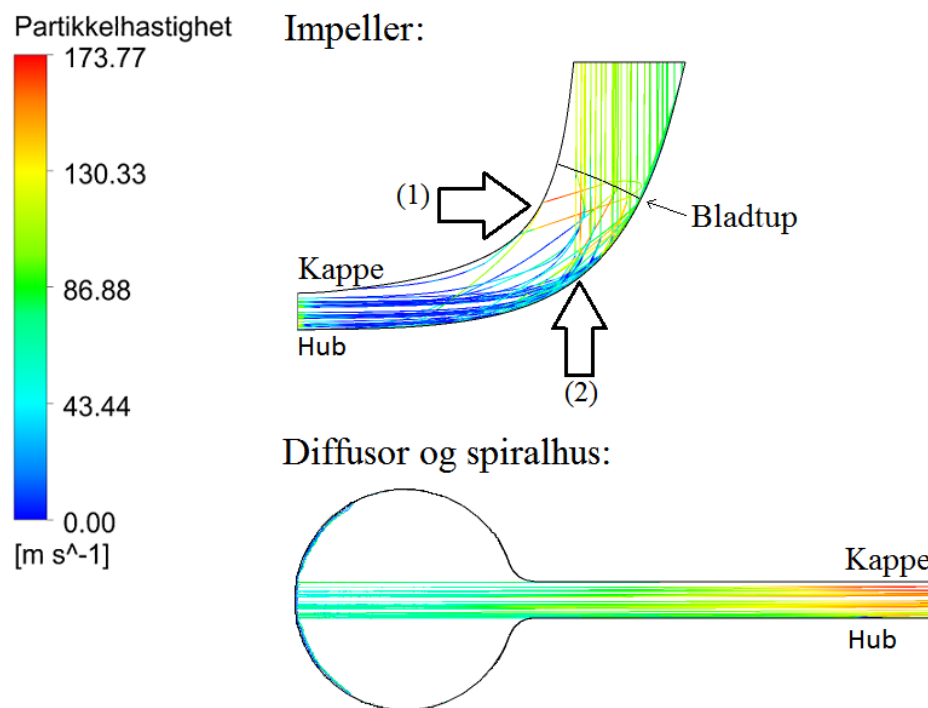 Partikkelhastighet
173.77
130.33
86.88
43.44
0.00
[m s^-1]
Impeller:
(1)
Bladtup
Kappe
Hub
(2)
Diffusor og spiralhus:
Kappe
Hub